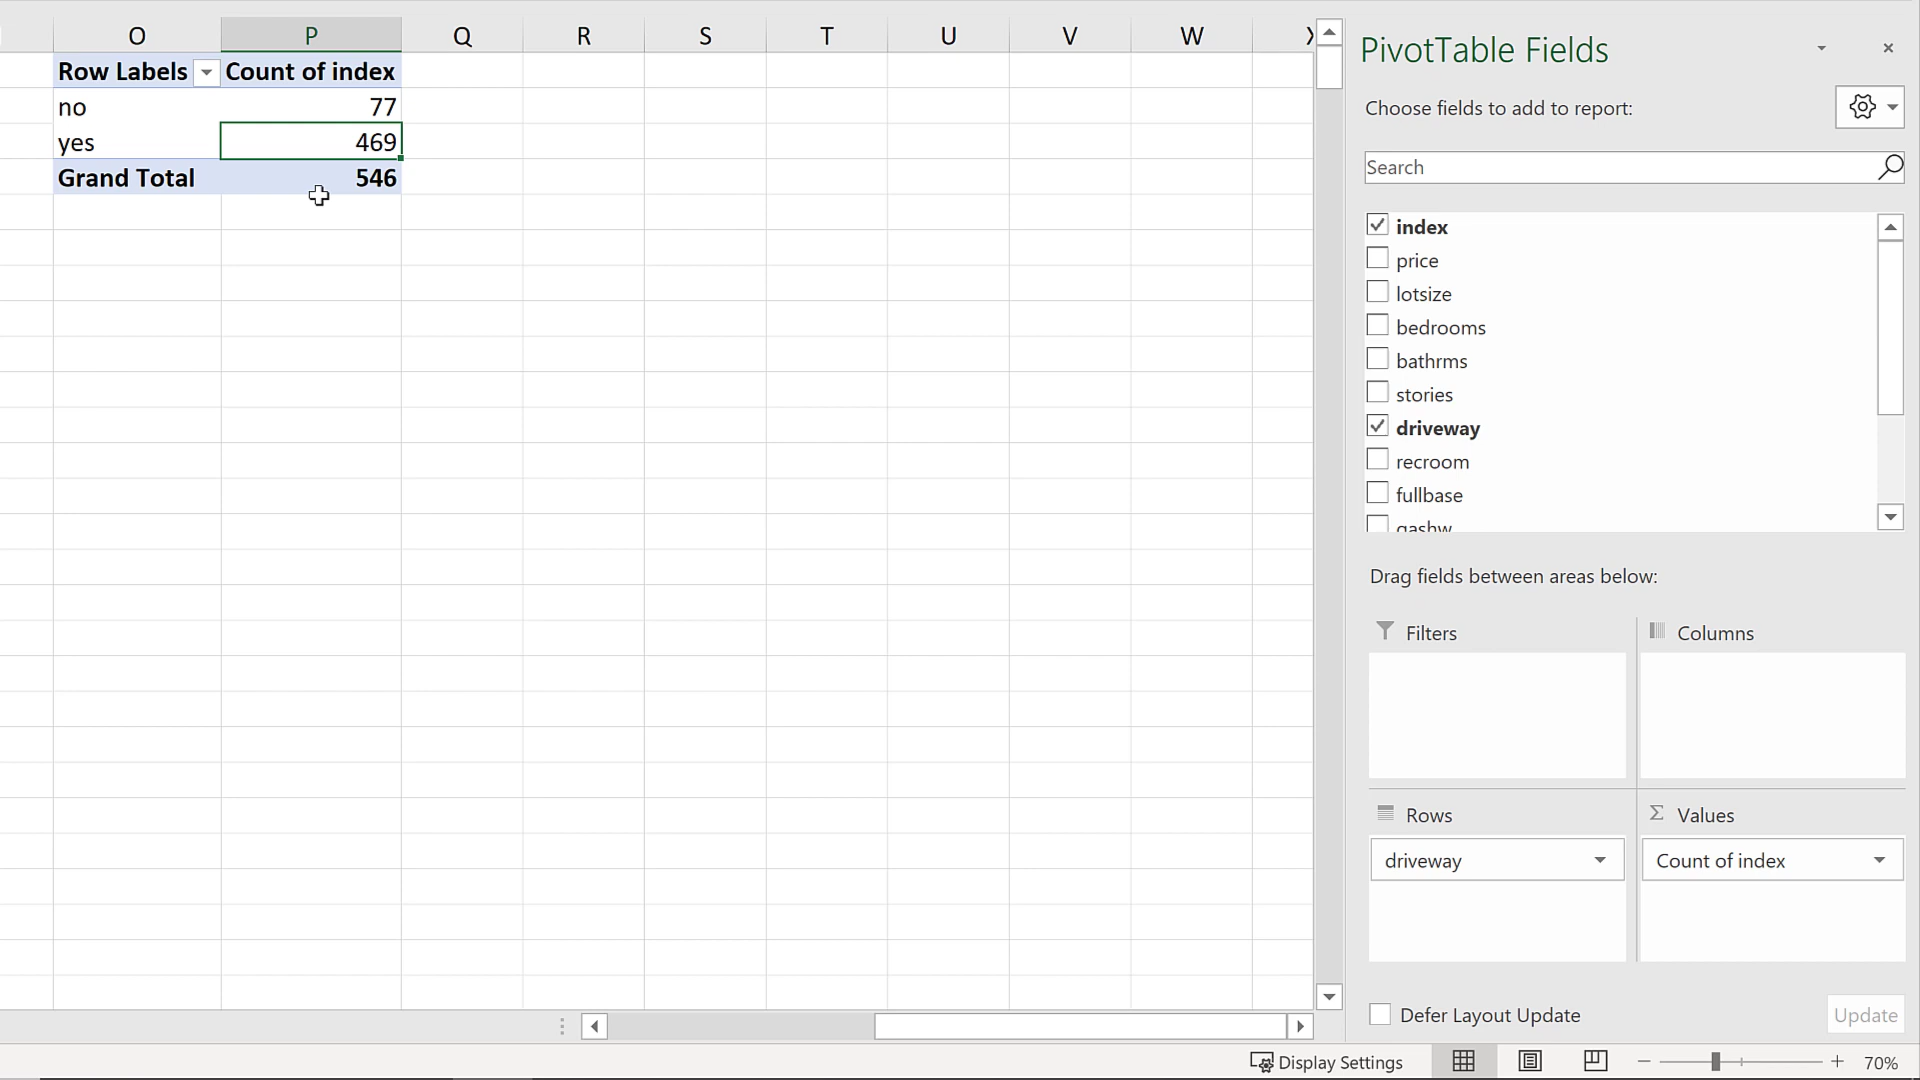 O P Q R S T U V W
Row Labels Count of index
no 77
yes 469
Grand Total 546
PivotTable Fields
Choose fields to add to report:
Search
index
price
lotsize
bedrooms
bathrms
stories
driveway
recroom
fullbase
Drag fields between areas below:
Filters
Columns
Rows
Values
driveway
Count of index
Defer Layout Update
Update
Display Settings
70%